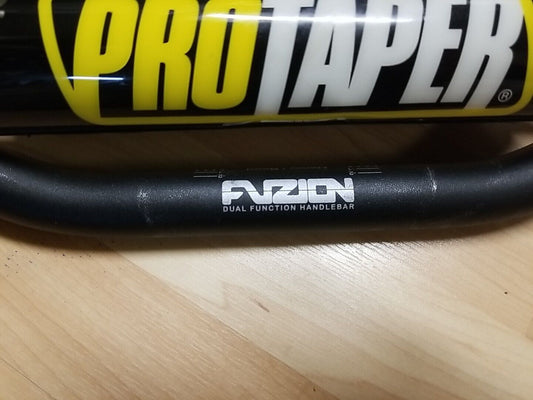 PROTAPER®
FUZION
DUAL FUNCTION HANDLEBAR